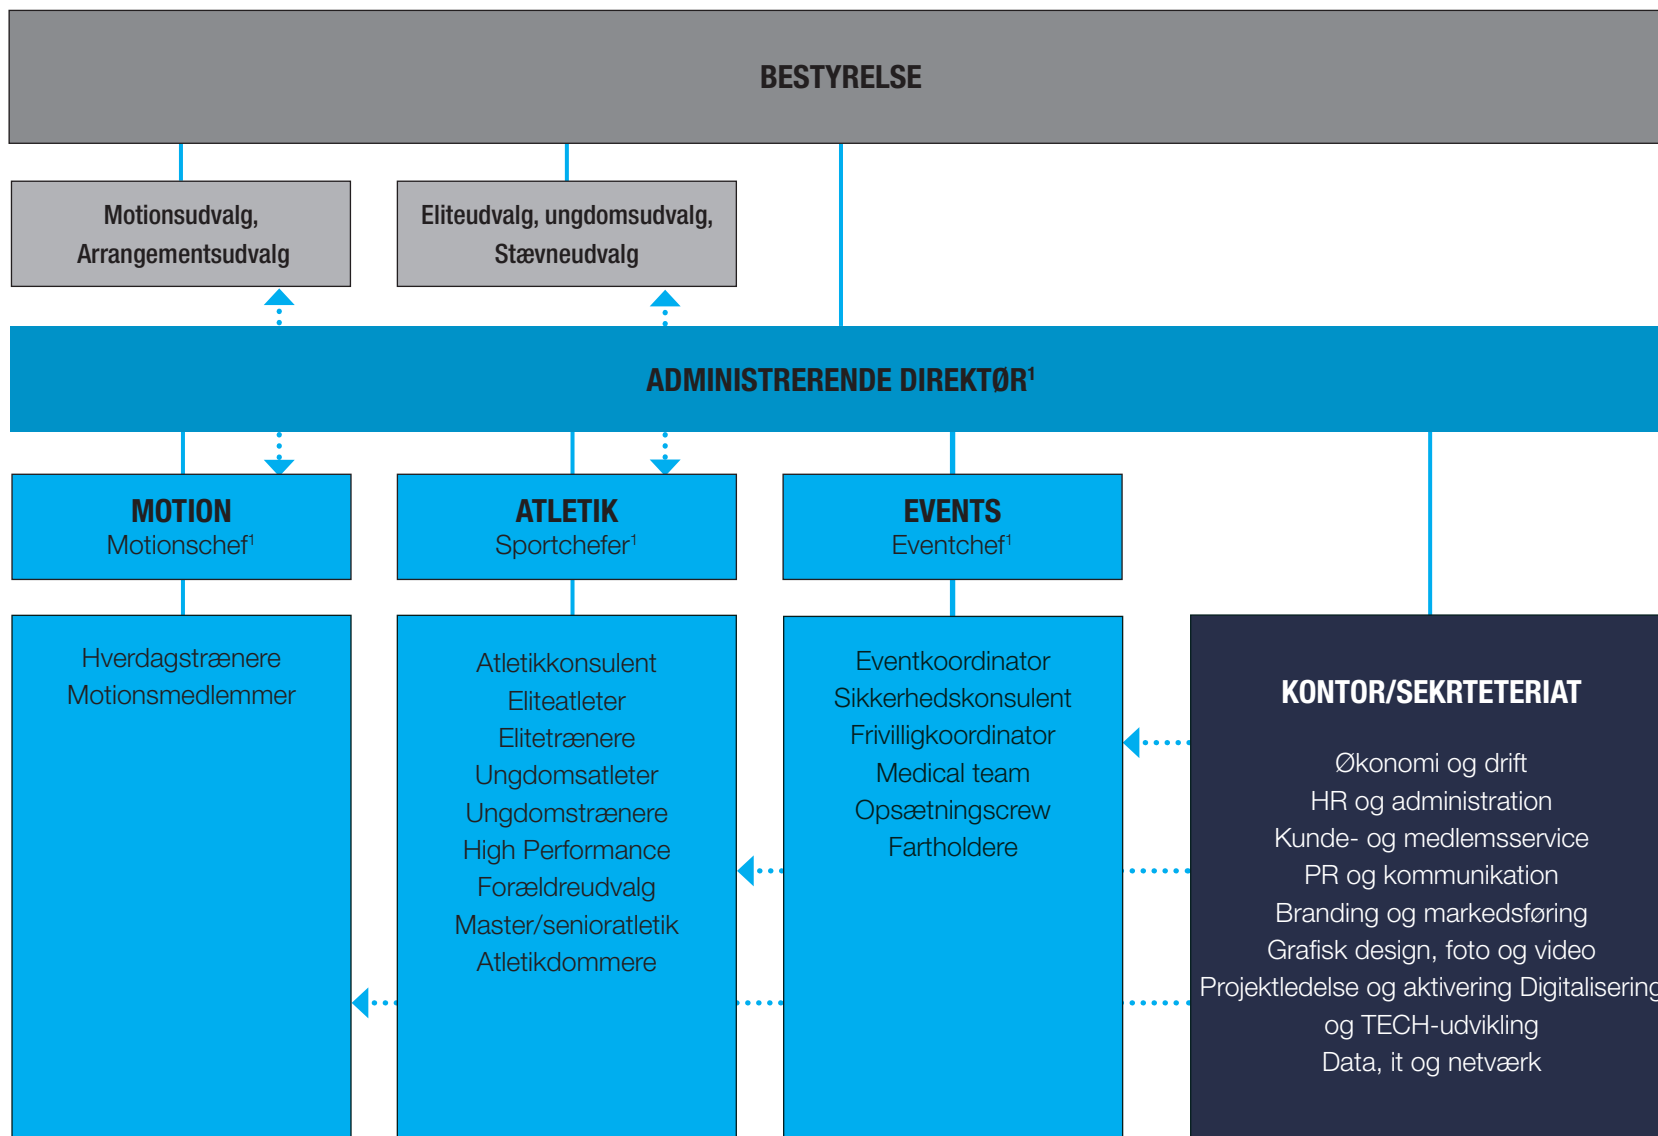 BESTYRELSE
Motionsudvalg,
Arrangementsudvalg
Eliteudvalg, ungdomsudvalg,
Stævneudvalg
ADMINISTRERENDE DIREKTØR¹
MOTION
Motionschef¹
ATLETIK
Sportchefer¹
EVENTS
Eventchef¹
Hverdagstrænere
Motionsmedlemmer
Atletikkonsulent
Eliteatleter
Elitetrænere
Ungdomsatleter
Ungdomstrænere
High Performance
Forældreudvalg
Master/senioratletik
Atletikdommere
Eventkoordinator
Sikkerhedskonsulent
Frivilligkoordinator
Medical team
Opsætningscrew
Fartholdere
KONTOR/SEKRTETERIAT
Økonomi og drift
HR og administration
Kunde- og medlemsservice
PR og kommunikation
Branding og markedsføring
Grafisk design, foto og video
Projektledelse og aktivering Digitalisering
og TECH-udvikling
Data, it og netværk